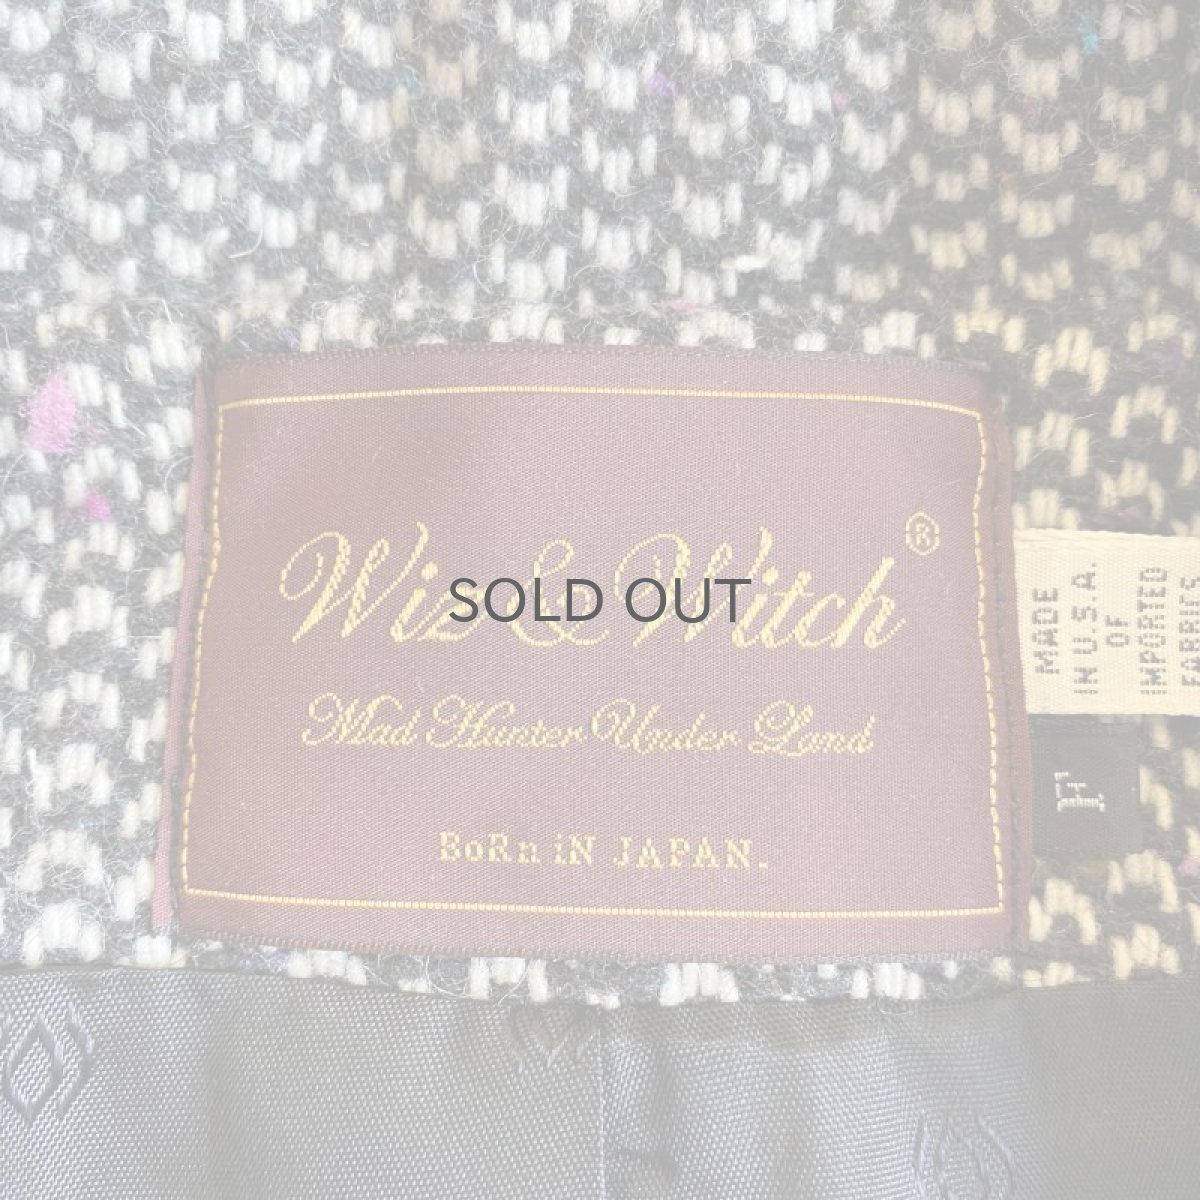 Wiz & Witch ®
SOLD OUT
Mad Hunter Under Land
BoRn iN JAPAN.
MADE
IN U.S.A.
OF
IMPORTED
FABRICS
F